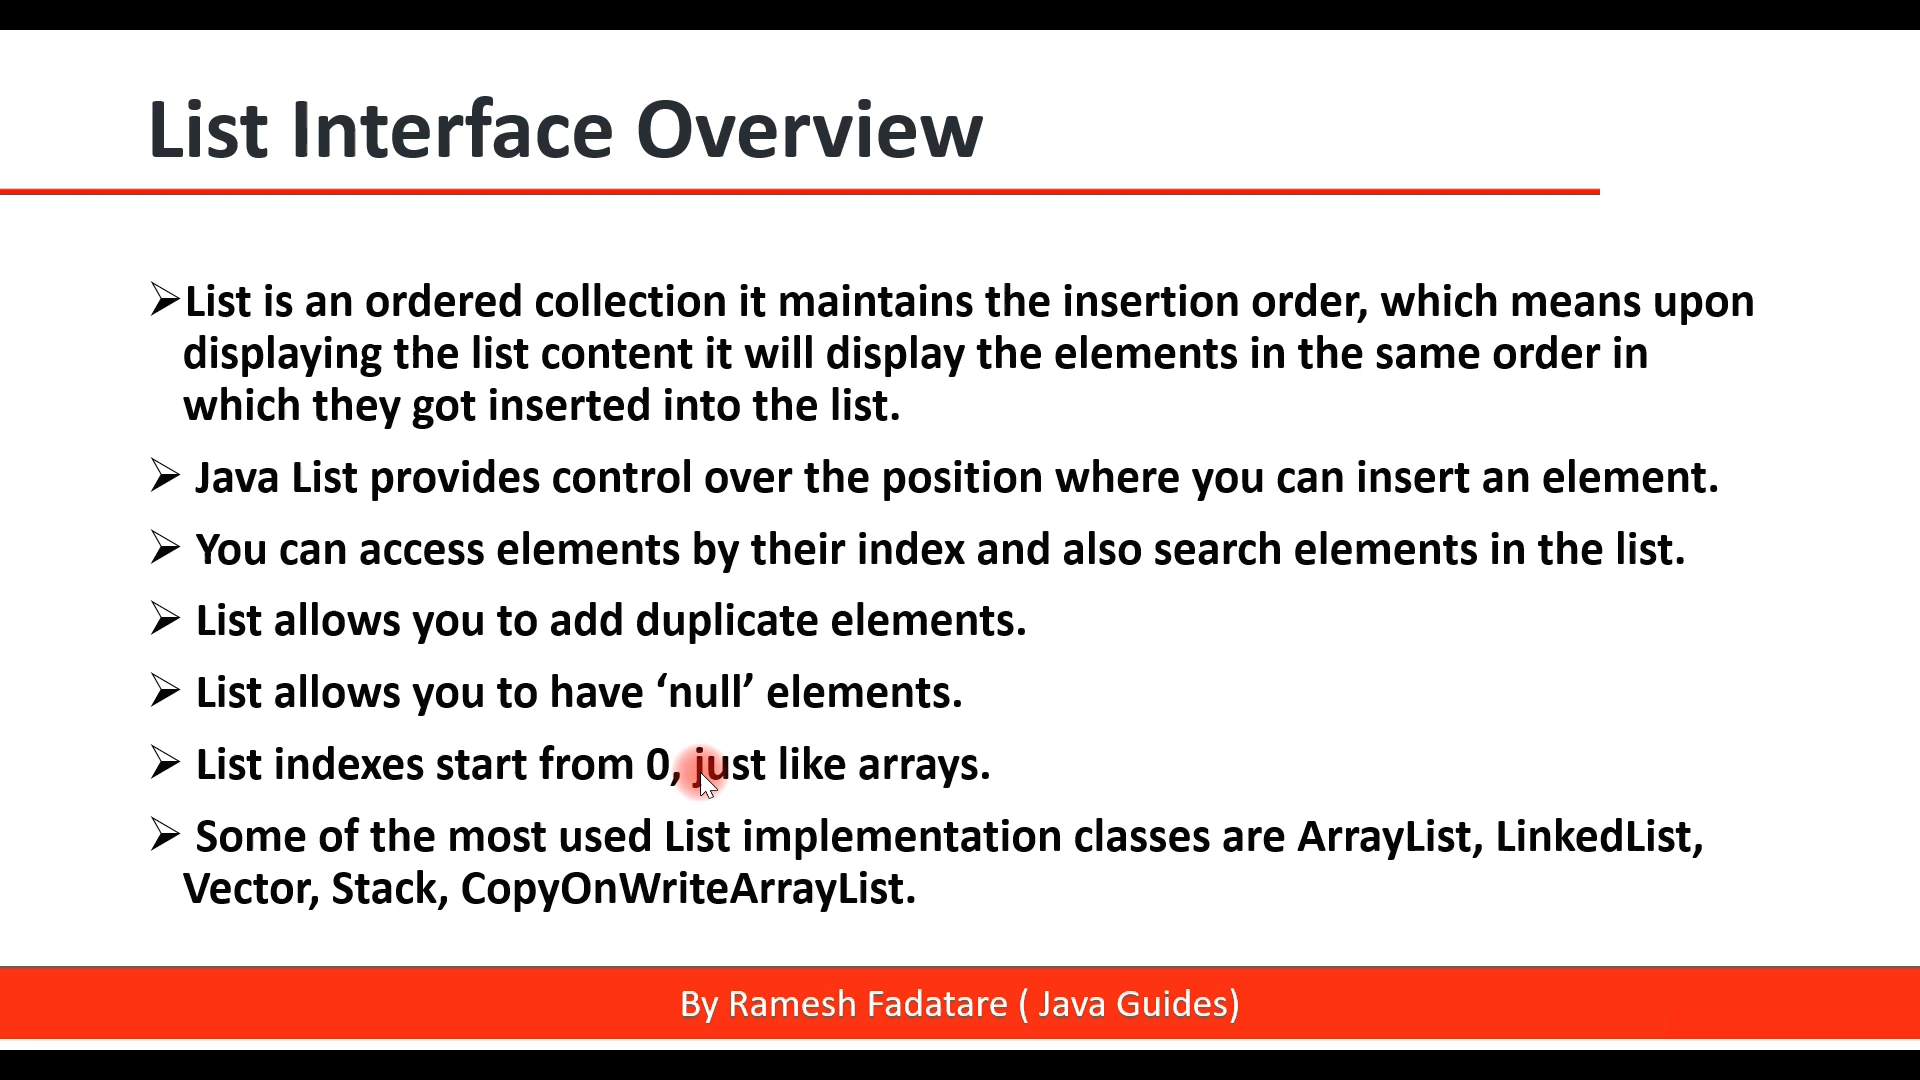 List Interface Overview
➢List is an ordered collection it maintains the insertion order, which means upon
displaying the list content it will display the elements in the same order in
which they got inserted into the list.
➢ Java List provides control over the position where you can insert an element.
➢ You can access elements by their index and also search elements in the list.
➢ List allows you to add duplicate elements.
➢ List allows you to have ‘null’ elements.
➢ List indexes start from 0, just like arrays.
➢ Some of the most used List implementation classes are ArrayList, LinkedList,
Vector, Stack, CopyOnWriteArrayList.
By Ramesh Fadatare ( Java Guides)